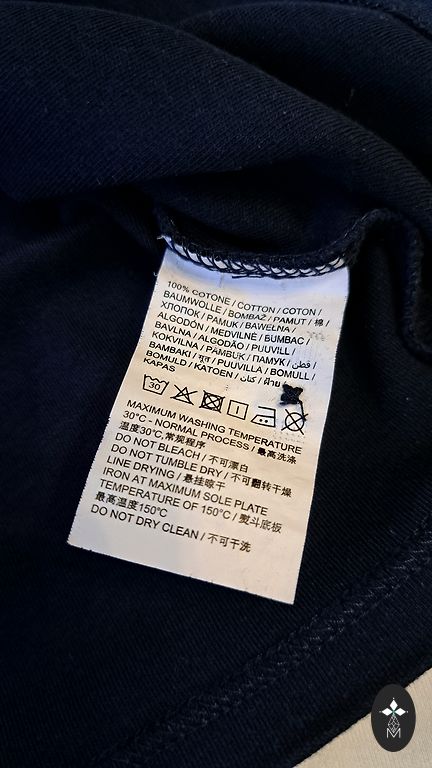 100% COTONE / COTTON / COTON /
BAUMWOLLE / BOMBAŽ / PAMUT / 棉 /
ХЛОПОК / PAMUK / BAWEŁNA /
ALGODÓN / MEDVILNĖ / BUMBAC /
BAVLNA / ALGODÃO / PUUVILL /
KOKVILNA / PAMBUK / ПАМУК / قطن /
BAMBAKI / सूत / PUUVILLA / BOMULL /
BOMULD / KATOEN / كتان / ฝ้าย /
KAPAS
30
MAXIMUM WASHING TEMPERATURE
30°C - NORMAL PROCESS / 最高洗涤
温度30℃,常规程序
DO NOT BLEACH / 不可漂白
DO NOT TUMBLE DRY / 不可翻转干燥
LINE DRYING / 悬挂晾干
IRON AT MAXIMUM SOLE PLATE
TEMPERATURE OF 150°C / 熨斗底板
最高温度150℃
DO NOT DRY CLEAN / 不可干洗
M